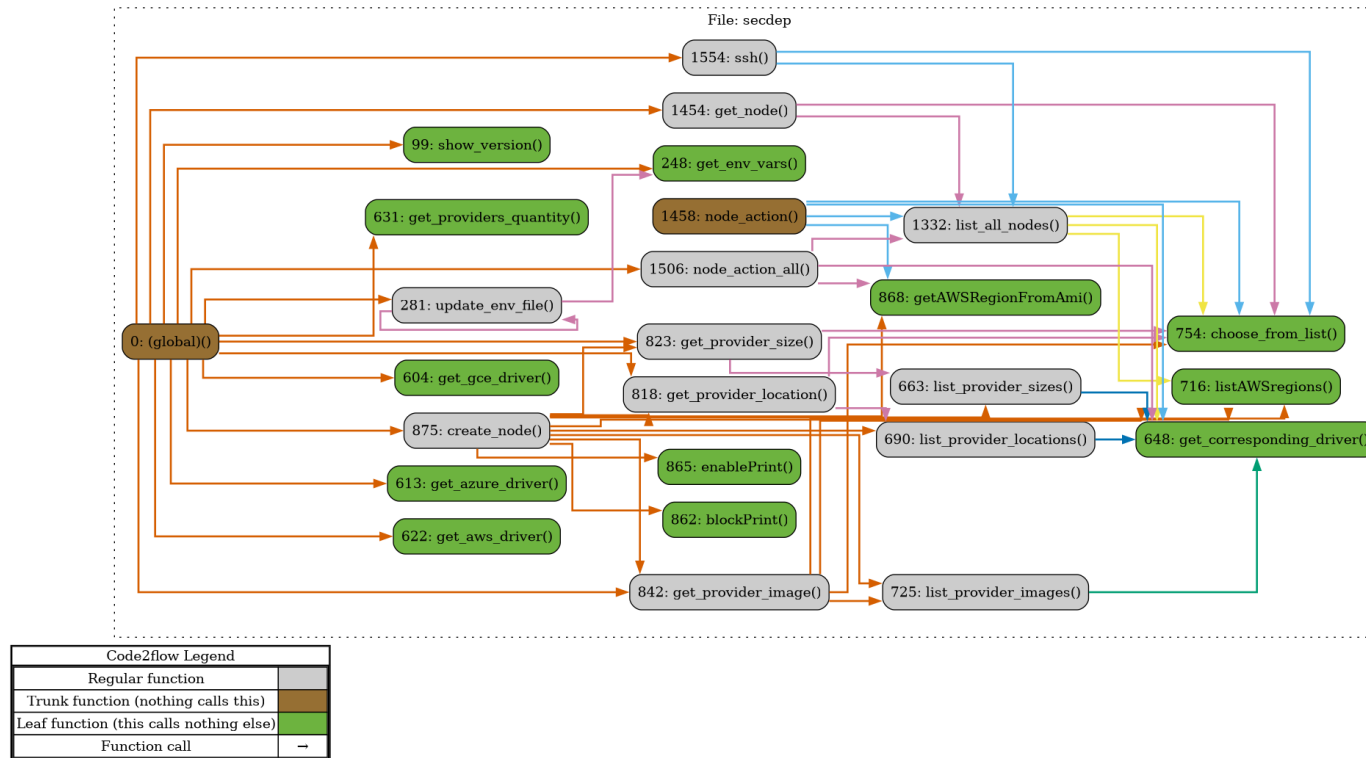 File: secdep
1554: ssh()
1454: get_node()
99: show_version()
248: get_env_vars()
631: get_providers_quantity()
1458: node_action()
1332: list_all_nodes()
1506: node_action_all()
281: update_env_file()
868: getAWSRegionFromAmi()
0: (global)()
823: get_provider_size()
754: choose_from_list()
604: get_gce_driver()
818: get_provider_location()
663: list_provider_sizes()
716: listAWSregions()
875: create_node()
690: list_provider_locations()
648: get_corresponding_driver()
865: enablePrint()
613: get_azure_driver()
862: blockPrint()
622: get_aws_driver()
842: get_provider_image()
725: list_provider_images()
Code2flow Legend
Regular function
Trunk function (nothing calls this)
Leaf function (this calls nothing else)
Function call →